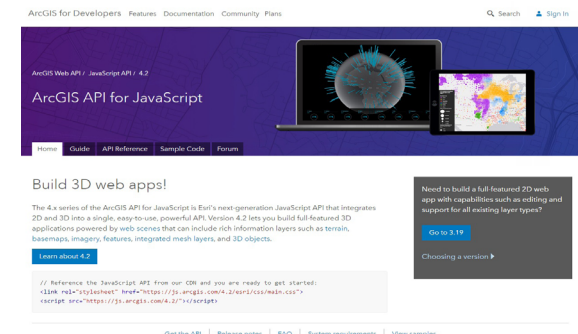 ArcGIS for Developers Features Documentation Community Plans Search Sign In
ArcGIS Web API / JavaScript API / 4.2
ArcGIS API for JavaScript
Home Guide API Reference Sample Code Forum
Build 3D web apps!
The 4.x series of the ArcGIS API for JavaScript is Esri's next-generation JavaScript API that integrates
2D and 3D into a single, easy-to-use, powerful API. Version 4.2 lets you build full-featured 3D
applications powered by web scenes that can include rich information layers such as terrain,
basemaps, imagery, features, integrated mesh layers, and 3D objects.
Learn about 4.2
Need to build a full-featured 2D web
app with capabilities such as editing and
support for all existing layer types?
Go to 3.19
Choosing a version
// Reference the JavaScript API from our CDN and you are ready to get started:
<link rel="stylesheet" href="https://js.arcgis.com/4.2/esri/css/main.css">
<script src="https://js.arcgis.com/4.2/"></script>
Get the API | Release notes | FAQ | System requirements | View samples